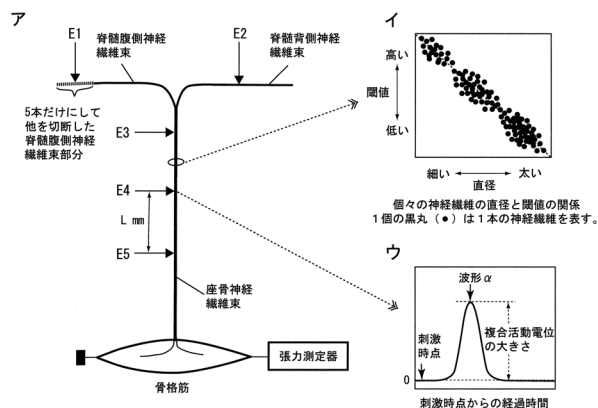 ア
E1
脊髄腹側神経
繊維束
E2
脊髄背側神経
繊維束
5本だけにして
他を切断した
脊髄腹側神経
繊維束部分
E3
E4
L mm
E5
座骨神経
繊維束
張力測定器
骨格筋
イ
高い
閾値
低い
細い
太い
直径
個々の神経繊維の直径と閾値の関係
1個の黒丸（●）は1本の神経繊維を表す。
ウ
波形α
刺激
時点
複合活動電位
の大きさ
0
刺激時点からの経過時間